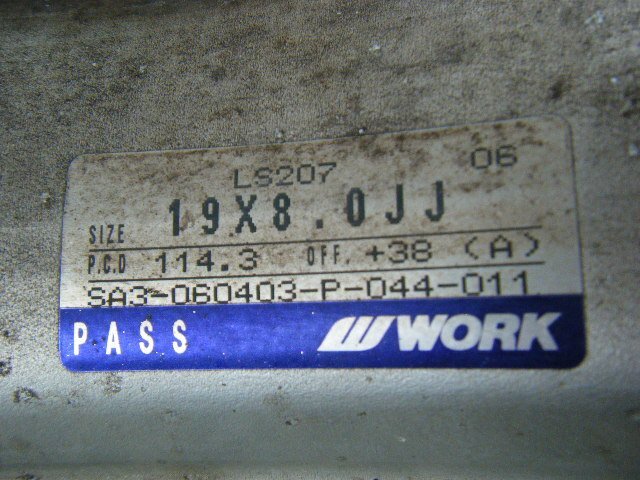 LS207 06
SIZE 19X8.0JJ
P.C.D 114.3 OFF. +38 (A)
SA3-060403-P-044-011
PASS WORK